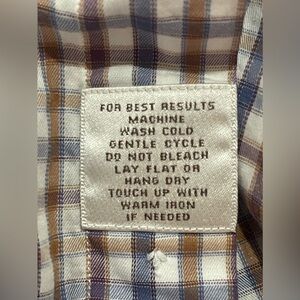 FOR BEST RESULTS
MACHINE
WASH COLD
GENTLE CYCLE
DO NOT BLEACH
LAY FLAT OR
HANG DRY
TOUCH UP WITH
WARM IRON
IF NEEDED